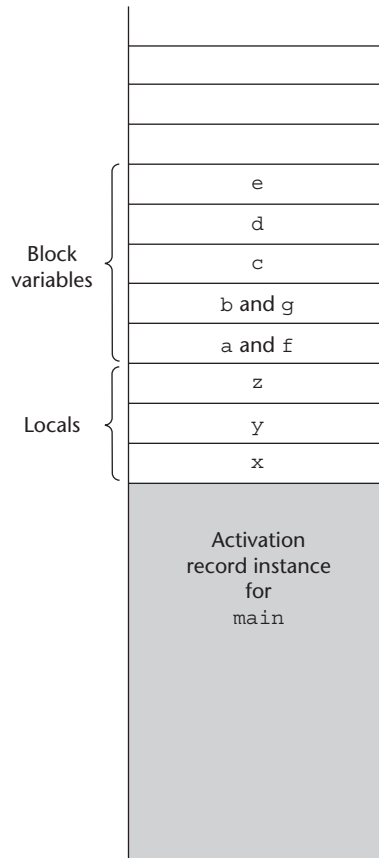 e
d
c
b and g
a and f
z
y
x
Block
variables
Locals
Activation
record instance
for
main